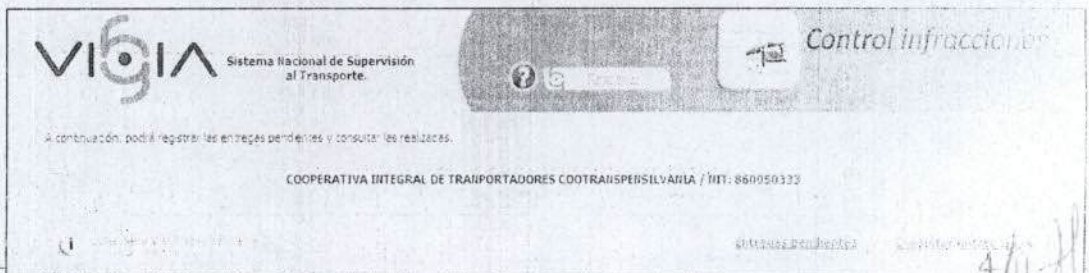 VIGIA
Sistema Nacional de Supervisión
al Transporte.
Control infracciones
A continuación, podrá registrar las entregas pendientes y consultar las realizadas.
COOPERATIVA INTEGRAL DE TRANPORTADORES COOTRANSPENSILVANIA / NIT: 860050333
Entregas pendientes